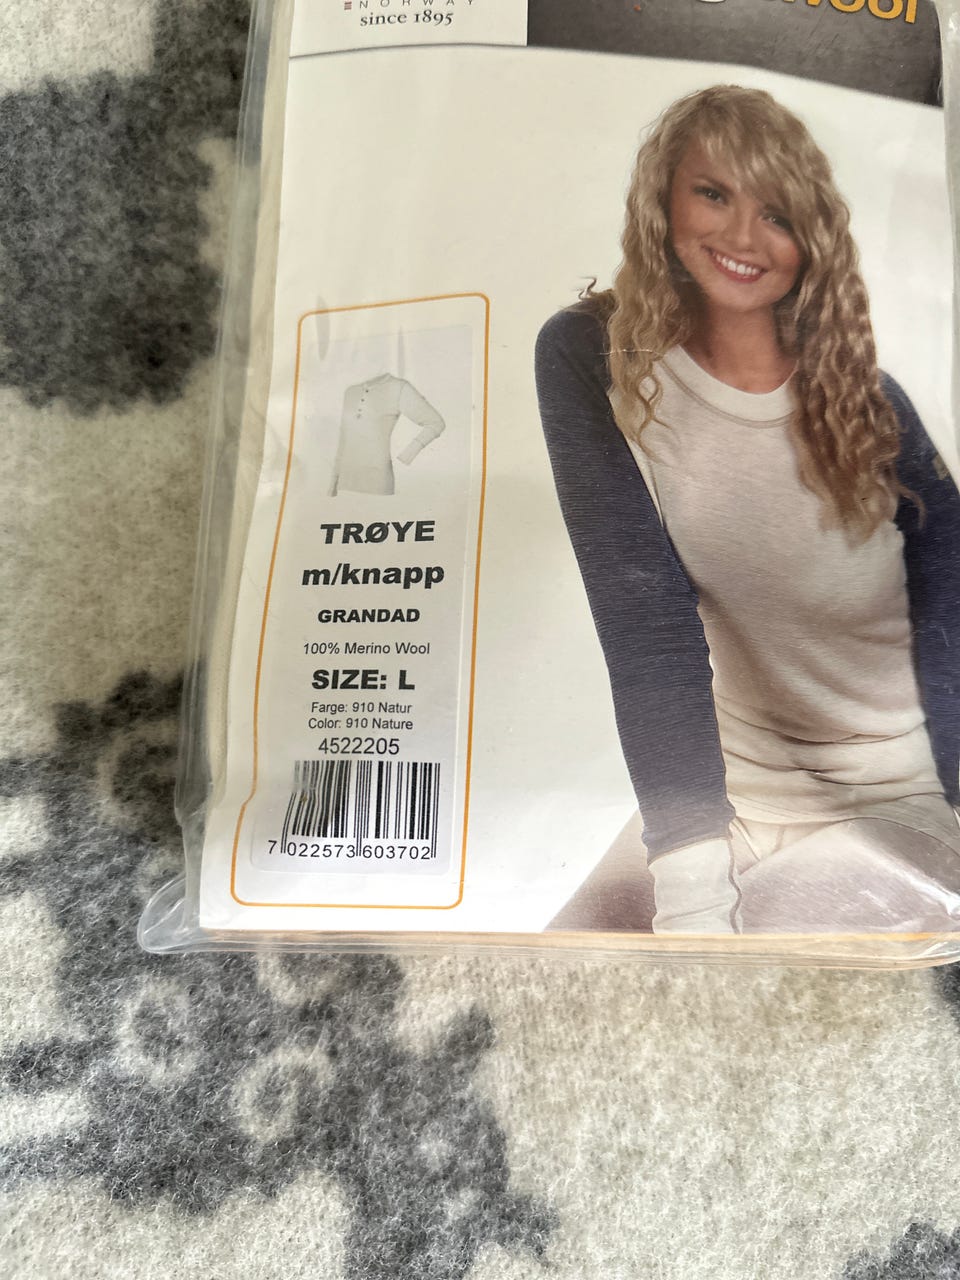 NORWAY
since 1895
wool
TRØYE
m/knapp
GRANDAD
100% Merino Wool
SIZE: L
Farge: 910 Natur
Color: 910 Nature
4522205
7 022573 603702